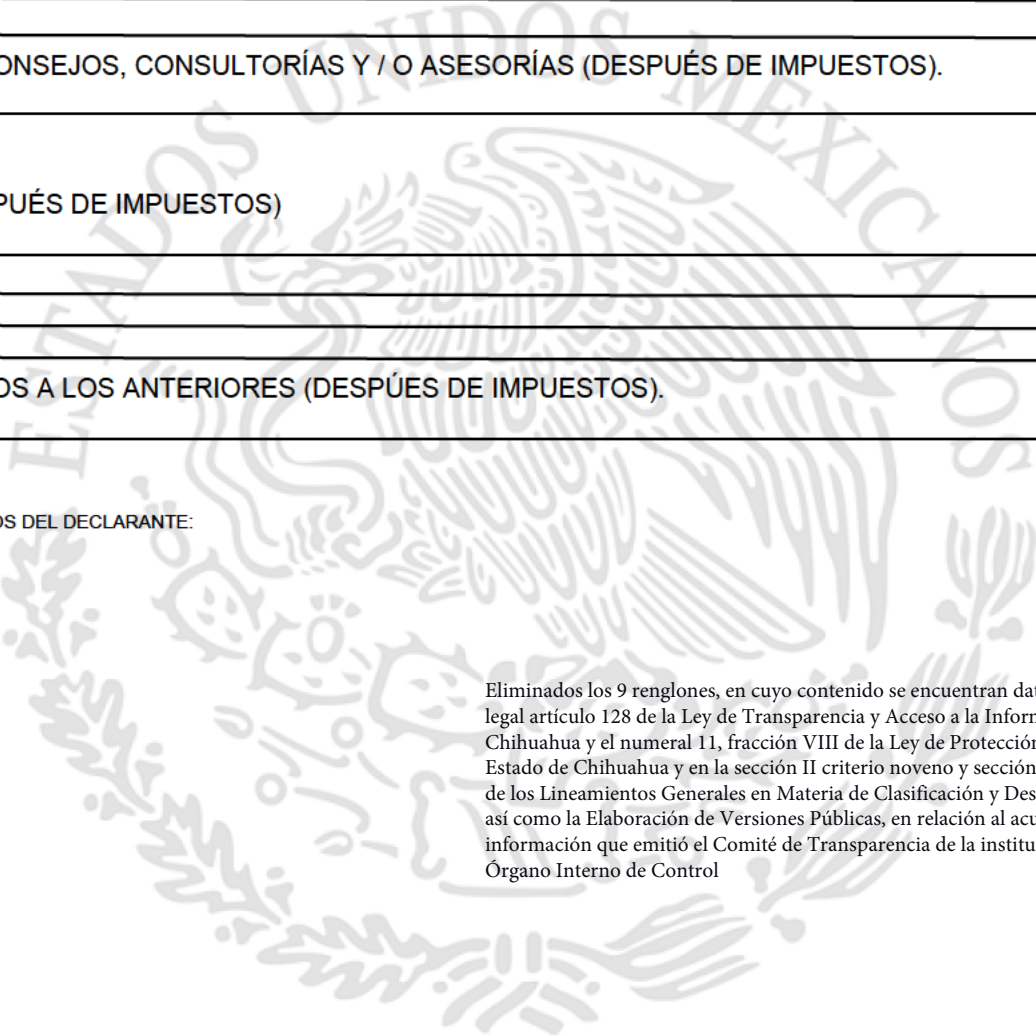 ESTADOS UNIDOS MEXICANOS
ONSEJOS, CONSULTORÍAS Y / O ASESORÍAS (DESPUÉS DE IMPUESTOS).
PUÉS DE IMPUESTOS)
OS A LOS ANTERIORES (DESPÚES DE IMPUESTOS).
OS DEL DECLARANTE:
Eliminados los 9 renglones, en cuyo contenido se encuentran dat
legal artículo 128 de la Ley de Transparencia y Acceso a la Inform
Chihuahua y el numeral 11, fracción VIII de la Ley de Protección
Estado de Chihuahua y en la sección II criterio noveno y sección
de los Lineamientos Generales en Materia de Clasificación y Des
así como la Elaboración de Versiones Públicas, en relación al acu
información que emitió el Comité de Transparencia de la institu
Órgano Interno de Control